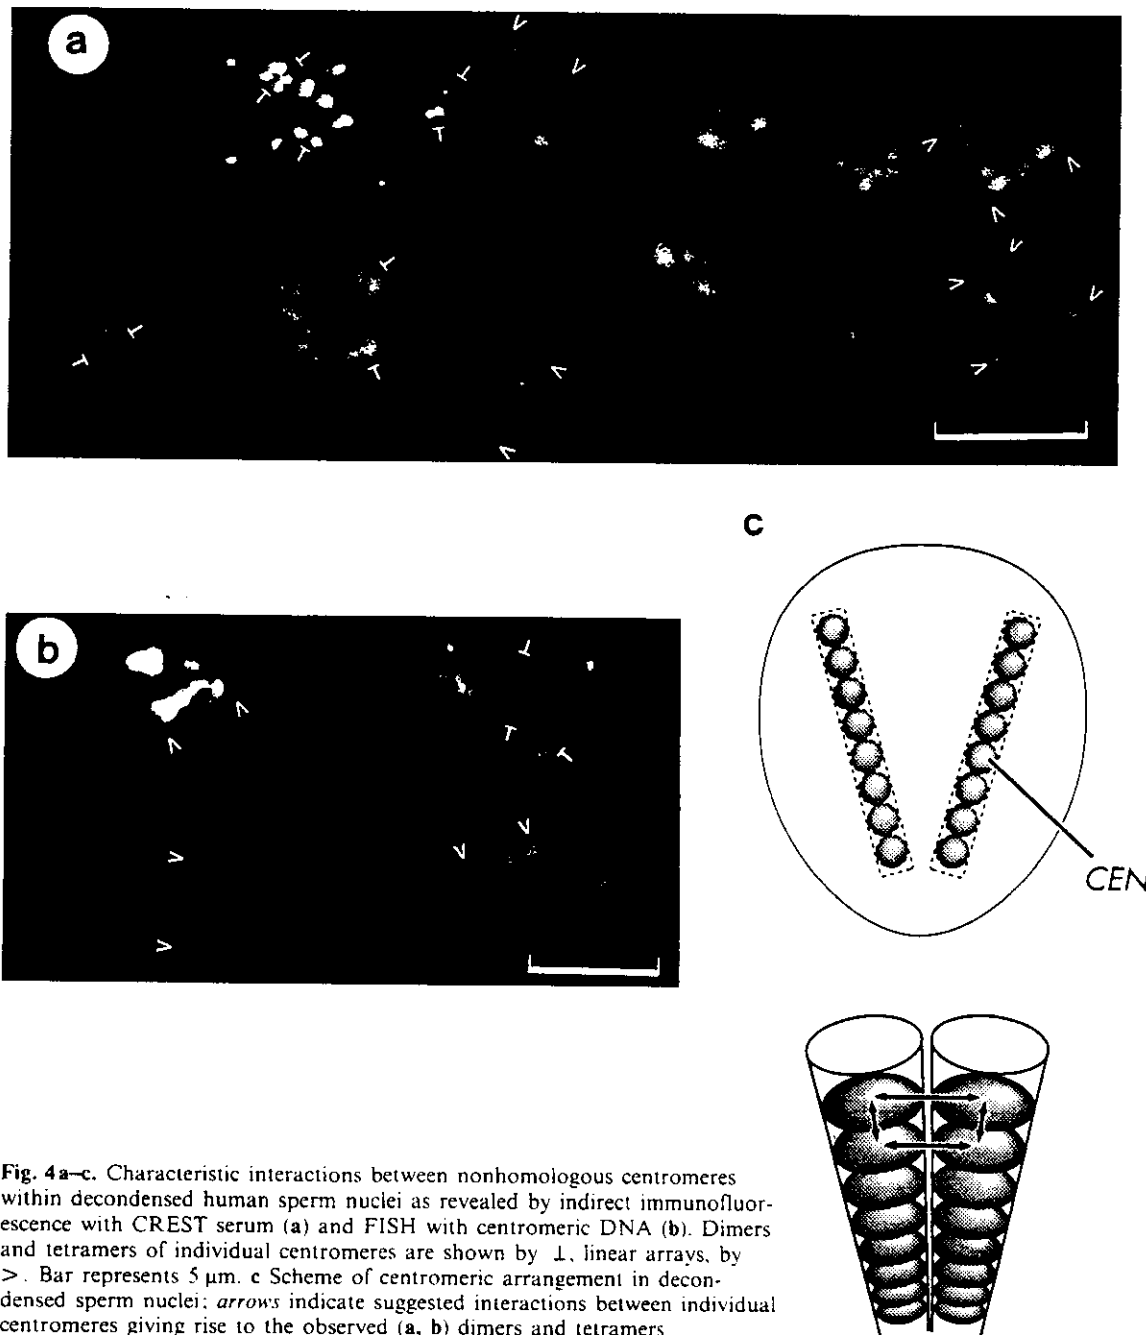 a
b
c
CEN
Fig. 4a–c. Characteristic interactions between nonhomologous centromeres
within decondensed human sperm nuclei as revealed by indirect immunofluor-
escence with CREST serum (a) and FISH with centromeric DNA (b). Dimers
and tetramers of individual centromeres are shown by ⊥, linear arrays, by
>. Bar represents 5 µm. c Scheme of centromeric arrangement in decon-
densed sperm nuclei; arrows indicate suggested interactions between individual
centromeres giving rise to the observed (a, b) dimers and tetramers